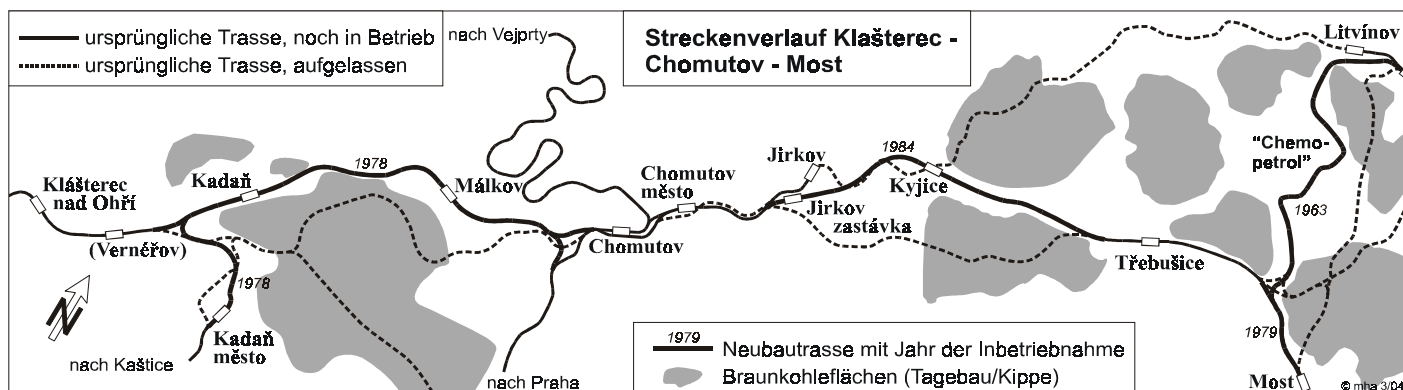 ursprüngliche Trasse, noch in Betrieb
ursprüngliche Trasse, aufgelassen
nach Vejprty
Streckenverlauf Klašterec -
Chomutov - Most
Litvínov
"Chemo-
petrol"
1963
1984
Jirkov
Kyjice
Chomutov
město
Jirkov
zastávka
1978
Kadaň
Málkov
Klášterec
nad Ohří
(Vernéřov)
Chomutov
Třebušice
1978
N
Kadaň
město
nach Kaštice
nach Praha
1979
Most
1979 Neubautrasse mit Jahr der Inbetriebnahme
Braunkohleflächen (Tagebau/Kippe)
© mha 3/04